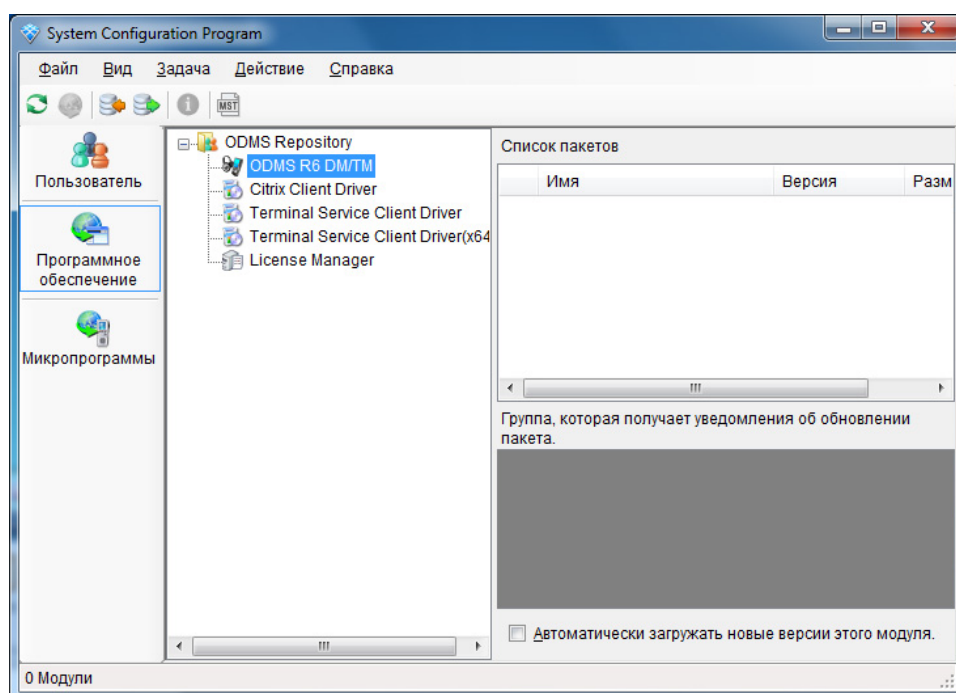 System Configuration Program
Файл Вид Задача Действие Справка
MST
Пользователь
Программное
обеспечение
Микропрограммы
ODMS Repository
ODMS R6 DM/TM
Citrix Client Driver
Terminal Service Client Driver
Terminal Service Client Driver(x64
License Manager
Список пакетов
Имя Версия Разм
Группа, которая получает уведомления об обновлении
пакета.
Автоматически загружать новые версии этого модуля.
0 Модули